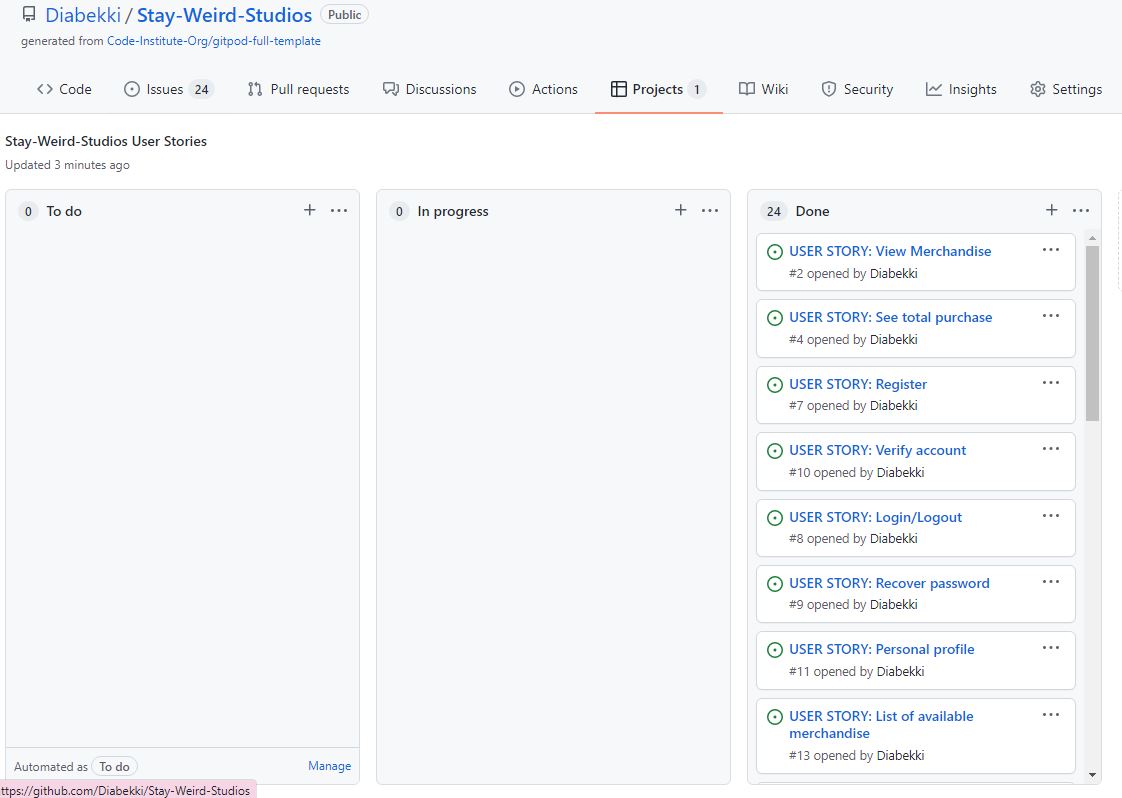 Diabekki / Stay-Weird-Studios Public
generated from Code-Institute-Org/gitpod-full-template
Code Issues 24 Pull requests Discussions Actions Projects 1 Wiki Security Insights Settings
Stay-Weird-Studios User Stories
Updated 3 minutes ago
0 To do
0 In progress
24 Done
USER STORY: View Merchandise
#2 opened by Diabekki
USER STORY: See total purchase
#4 opened by Diabekki
USER STORY: Register
#7 opened by Diabekki
USER STORY: Verify account
#10 opened by Diabekki
USER STORY: Login/Logout
#8 opened by Diabekki
USER STORY: Recover password
#9 opened by Diabekki
USER STORY: Personal profile
#11 opened by Diabekki
USER STORY: List of available
merchandise
#13 opened by Diabekki
Automated as To do Manage
ttps://github.com/Diabekki/Stay-Weird-Studios